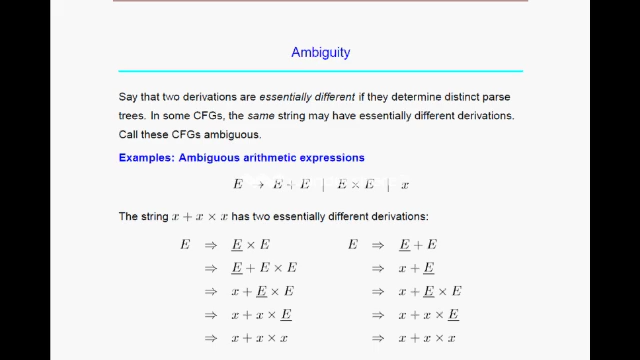 Ambiguity
Say that two derivations are essentially different if they determine distinct parse
trees. In some CFGs, the same string may have essentially different derivations.
Call these CFGs ambiguous.
Examples: Ambiguous arithmetic expressions
E → E + E | E × E | x
The string x + x × x has two essentially different derivations:
E ⇒ E × E E ⇒ E + E
⇒ E + E × E ⇒ x + E
⇒ x + E × E ⇒ x + E × E
⇒ x + x × E ⇒ x + x × E
⇒ x + x × x ⇒ x + x × x